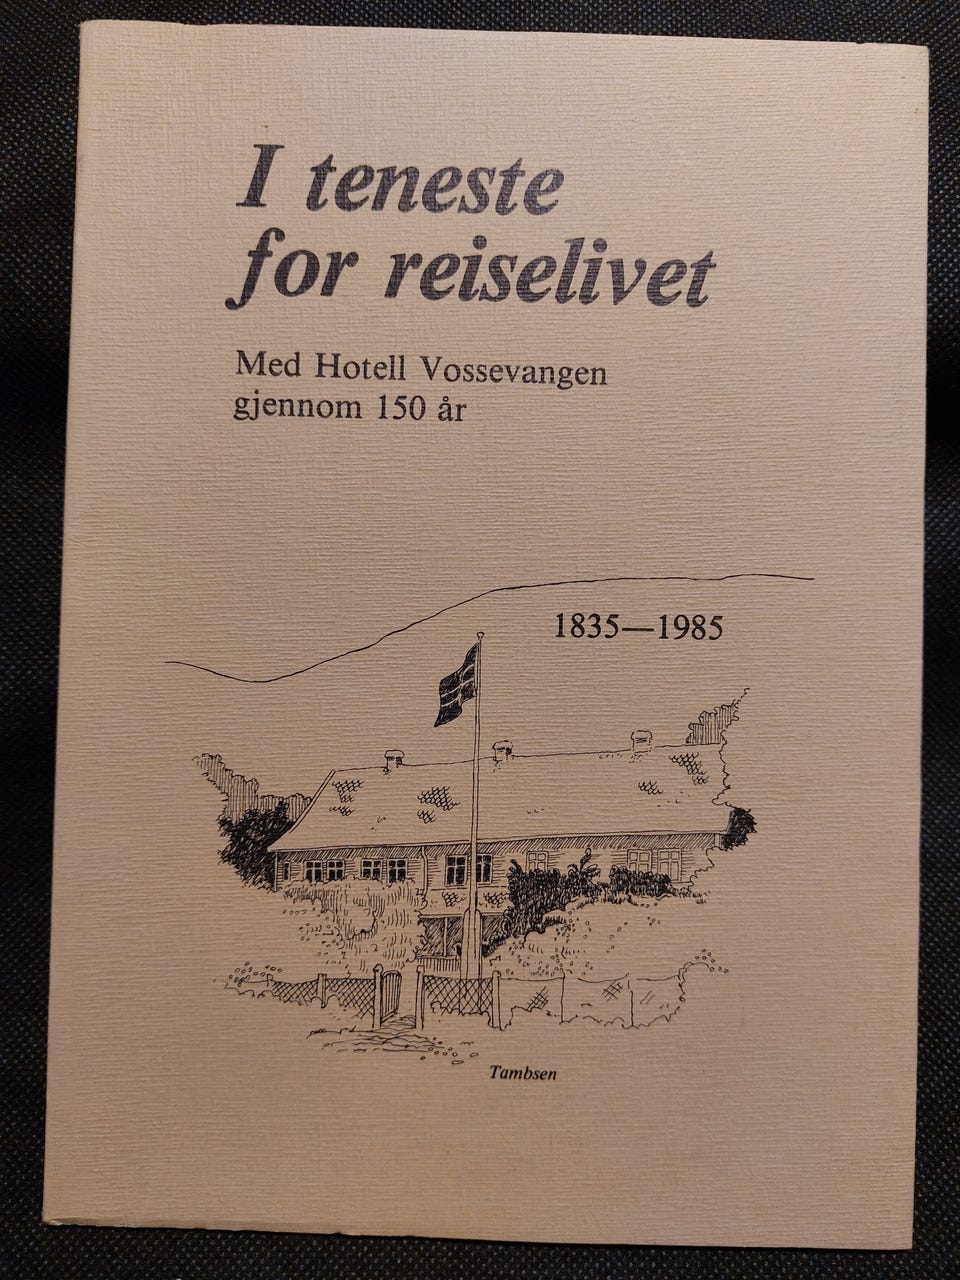 I teneste
for reiselivet
Med Hotell Vossevangen
gjennom 150 år
1835—1985
Tambsen